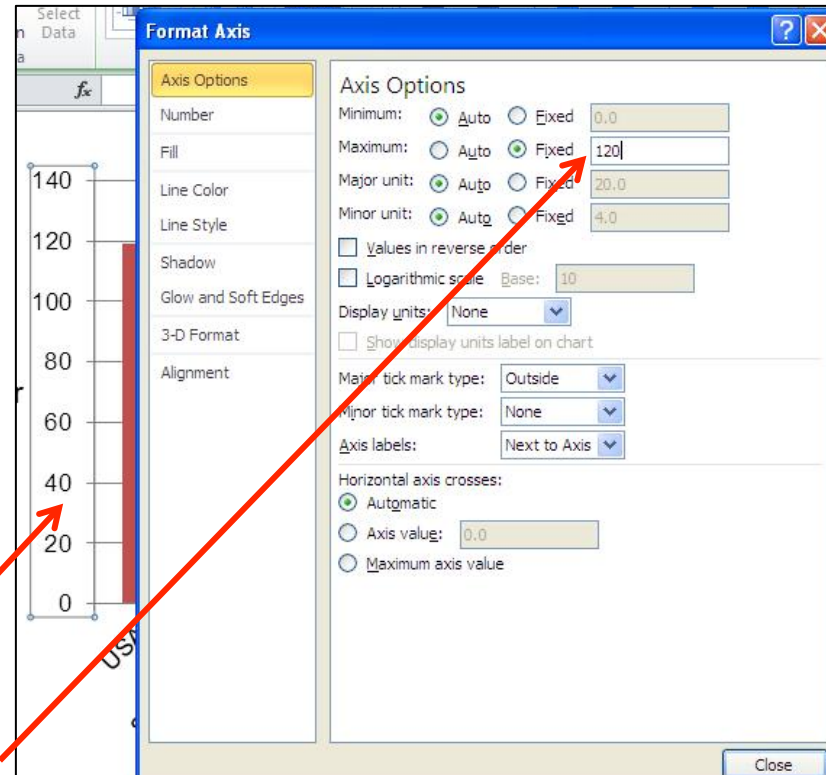 Select
Data
n
a
fx
140
120
100
80
60
40
20
0
r
USA
Format Axis
?
Axis Options
Number
Fill
Line Color
Line Style
Shadow
Glow and Soft Edges
3-D Format
Alignment
Axis Options
Minimum: Auto Fixed 0.0
Maximum: Auto Fixed 120
Major unit: Auto Fixed 20.0
Minor unit: Auto Fixed 4.0
Values in reverse order
Logarithmic scale Base: 10
Display units: None
Show display units label on chart
Major tick mark type: Outside
Minor tick mark type: None
Axis labels: Next to Axis
Horizontal axis crosses:
Automatic
Axis value: 0.0
Maximum axis value
Close